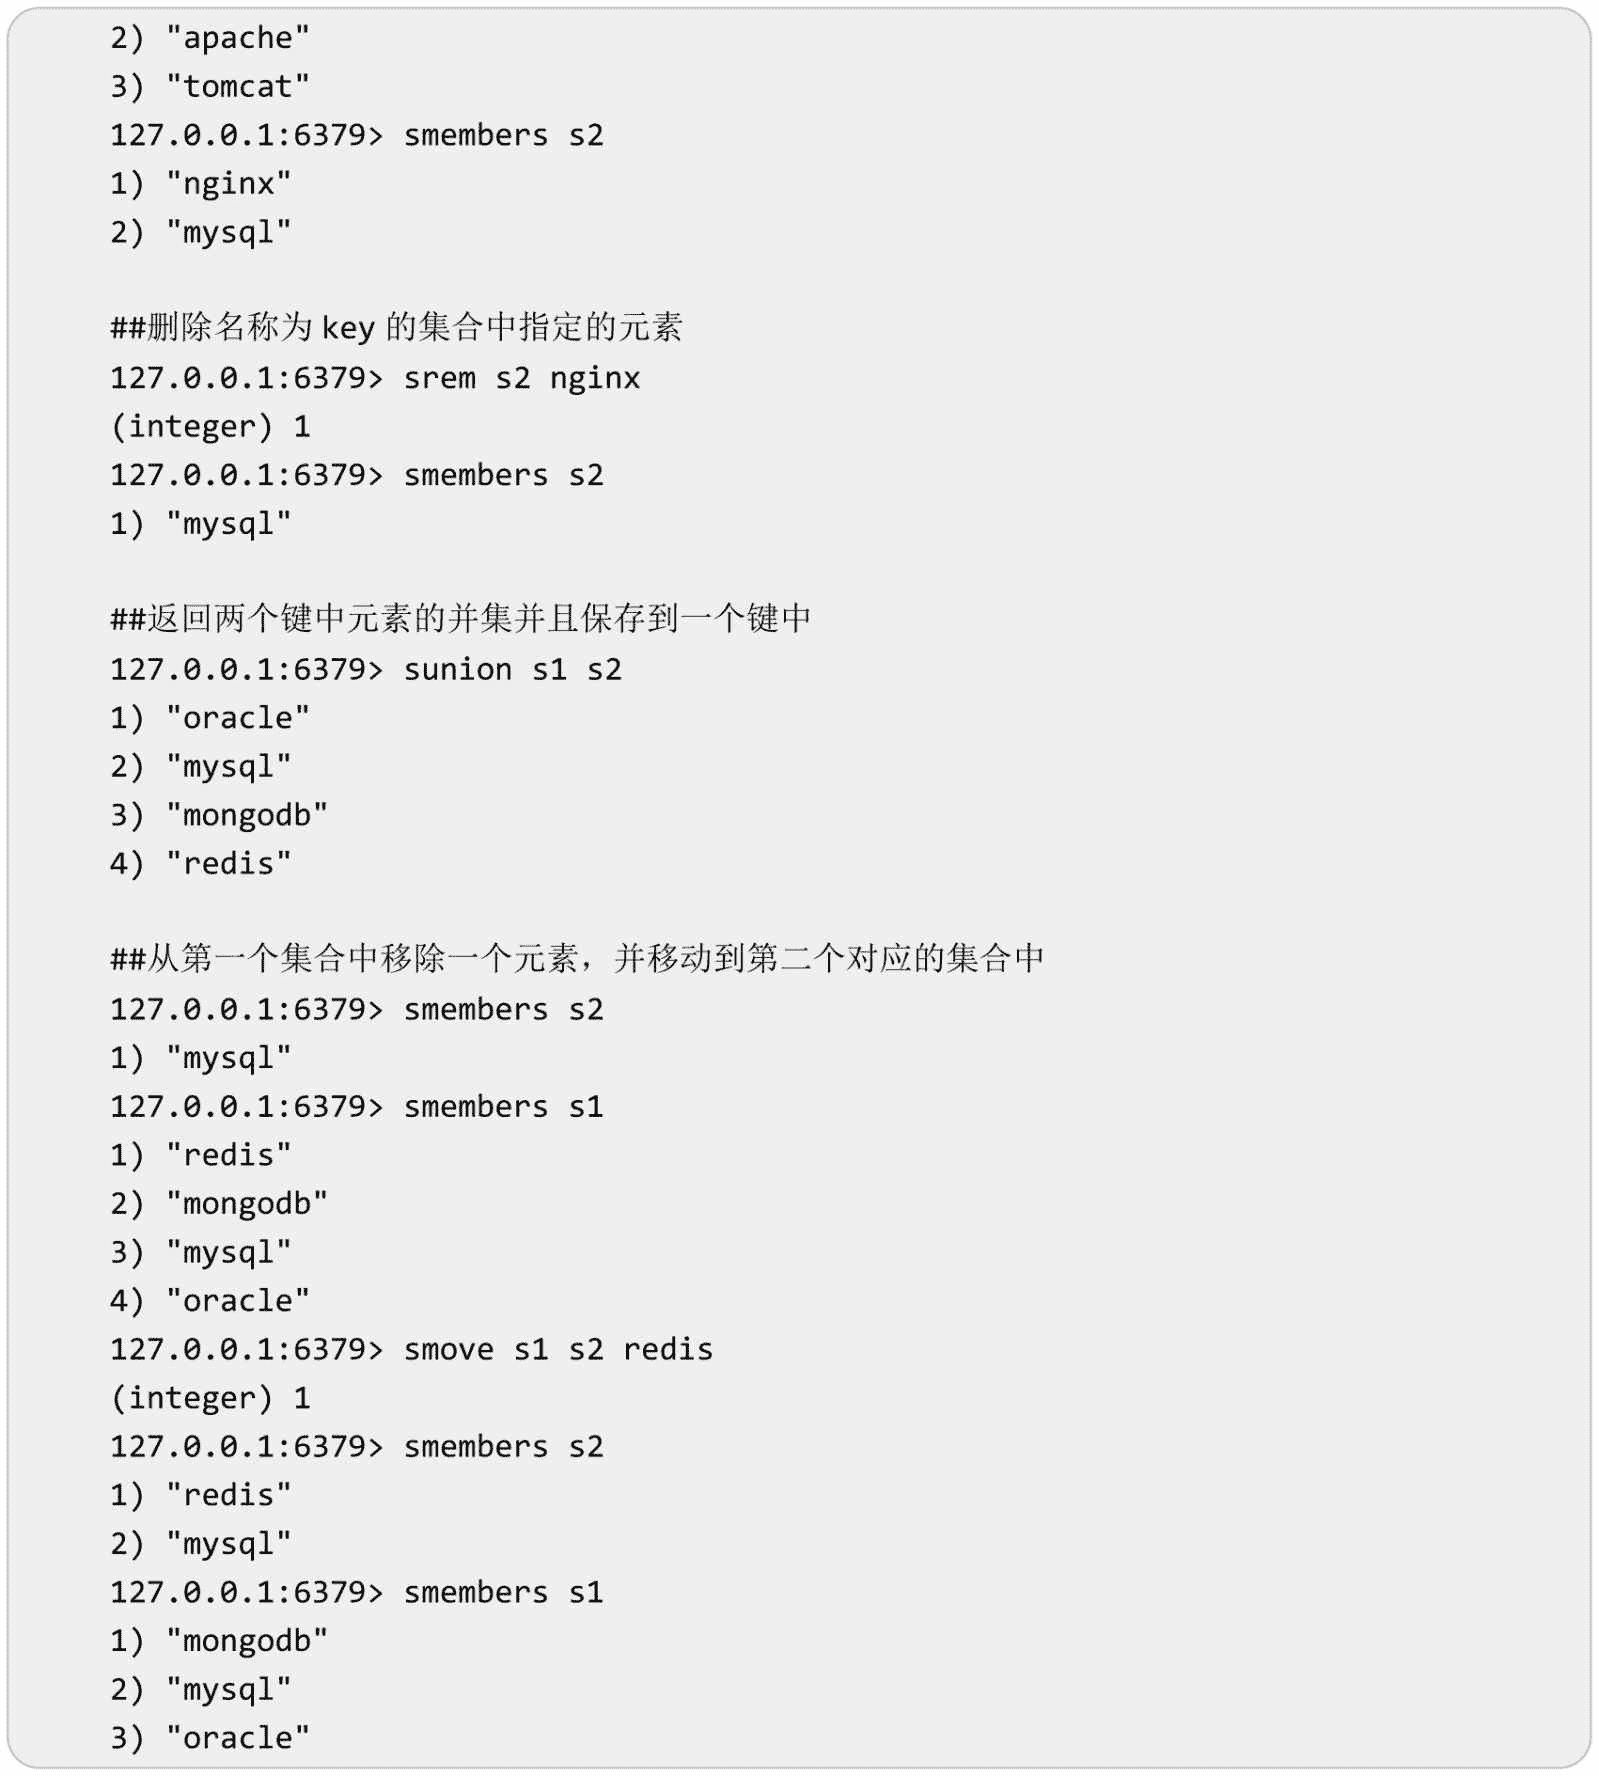 2) "apache"
3) "tomcat"
127.0.0.1:6379> smembers s2
1) "nginx"
2) "mysql"
##删除名称为 key 的集合中指定的元素
127.0.0.1:6379> srem s2 nginx
(integer) 1
127.0.0.1:6379> smembers s2
1) "mysql"
##返回两个键中元素的并集并且保存到一个键中
127.0.0.1:6379> sunion s1 s2
1) "oracle"
2) "mysql"
3) "mongodb"
4) "redis"
##从第一个集合中移除一个元素，并移动到第二个对应的集合中
127.0.0.1:6379> smembers s2
1) "mysql"
127.0.0.1:6379> smembers s1
1) "redis"
2) "mongodb"
3) "mysql"
4) "oracle"
127.0.0.1:6379> smove s1 s2 redis
(integer) 1
127.0.0.1:6379> smembers s2
1) "redis"
2) "mysql"
127.0.0.1:6379> smembers s1
1) "mongodb"
2) "mysql"
3) "oracle"